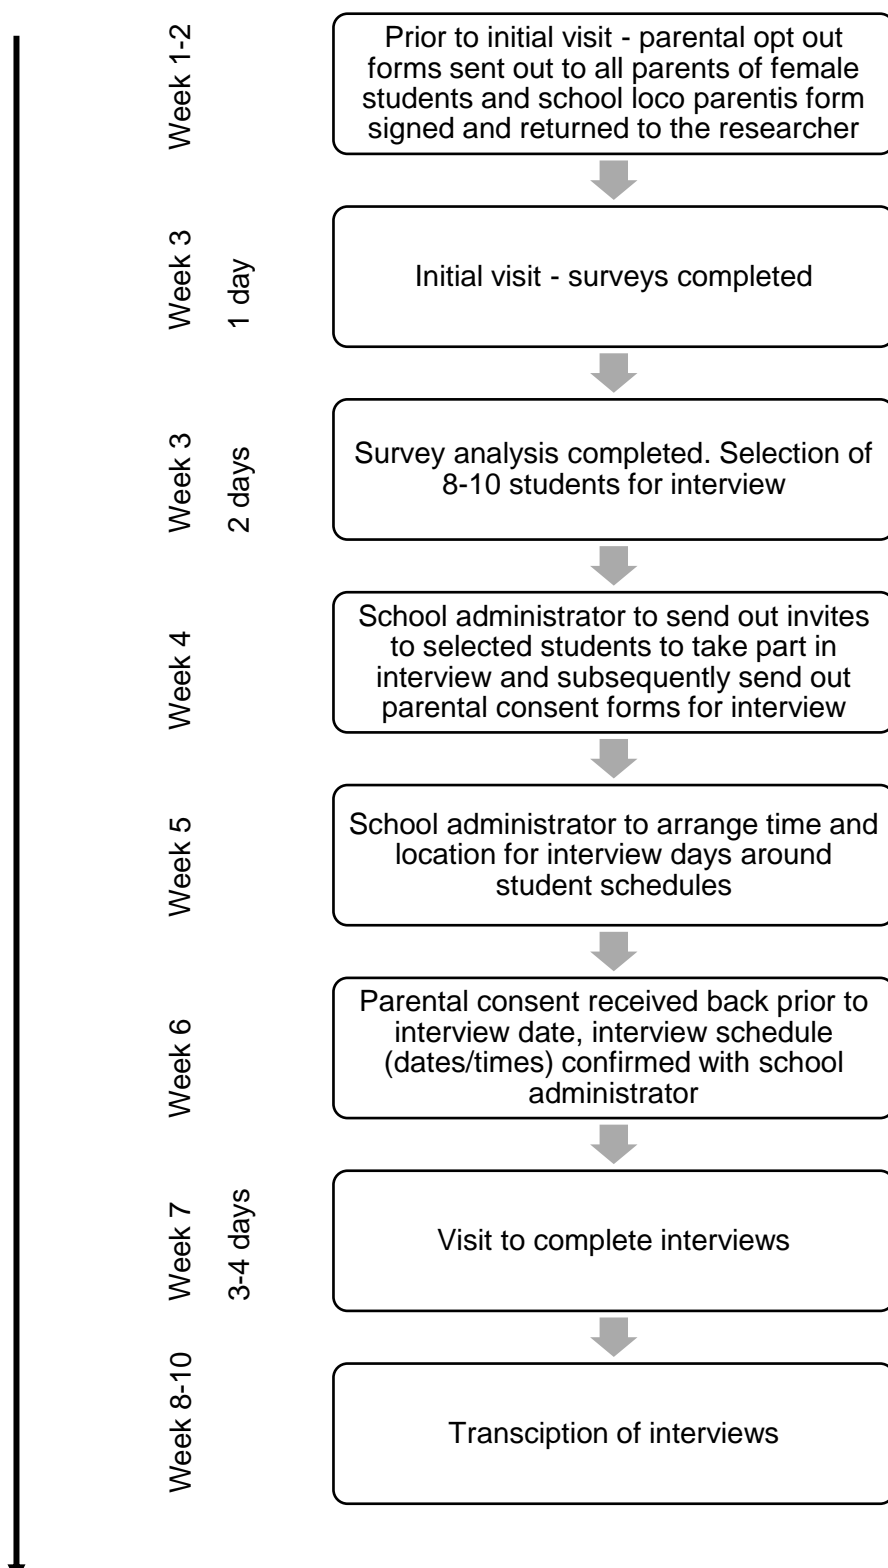 Week 1-2
Prior to initial visit - parental opt out
forms sent out to all parents of female
students and school loco parentis form
signed and returned to the researcher
Week 3
1 day
Initial visit - surveys completed
Week 3
2 days
Survey analysis completed. Selection of
8-10 students for interview
Week 4
School administrator to send out invites
to selected students to take part in
interview and subsequently send out
parental consent forms for interview
Week 5
School administrator to arrange time and
location for interview days around
student schedules
Week 6
Parental consent received back prior to
interview date, interview schedule
(dates/times) confirmed with school
administrator
Week 7
3-4 days
Visit to complete interviews
Week 8-10
Transciption of interviews